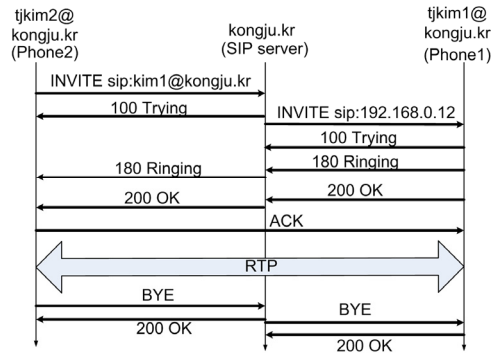 tjkim2@
kongju.kr
(Phone2)
kongju.kr
(SIP server)
tjkim1@
kongju.kr
(Phone1)
INVITE sip:kim1@kongju.kr
100 Trying
INVITE sip:192.168.0.12
100 Trying
180 Ringing
180 Ringing
200 OK
200 OK
ACK
RTP
BYE
BYE
200 OK
200 OK